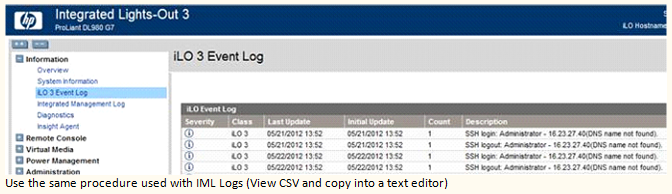 hp
Integrated Lights-Out 3
ProLiant DL980 G7
iLO Hostname
Information
Overview
System Information
iLO 3 Event Log
Integrated Management Log
Diagnostics
Insight Agent
Remote Console
Virtual Media
Power Management
Administration
iLO 3 Event Log
iLO Event Log
Severity Class Last Update Initial Update Count Description
iLO 3 05/21/2012 13:52 05/21/2012 13:52 1 SSH login: Administrator - 16.23.27.40(DNS name not found).
iLO 3 05/21/2012 13:52 05/21/2012 13:52 1 SSH logout: Administrator - 16.23.27.40(DNS name not found).
iLO 3 05/22/2012 13:52 05/22/2012 13:52 1 SSH login: Administrator - 16.23.27.40(DNS name not found).
iLO 3 05/22/2012 13:52 05/22/2012 13:52 1 SSH logout: Administrator - 16.23.27.40(DNS name not found).
Use the same procedure used with IML Logs (View CSV and copy into a text editor)